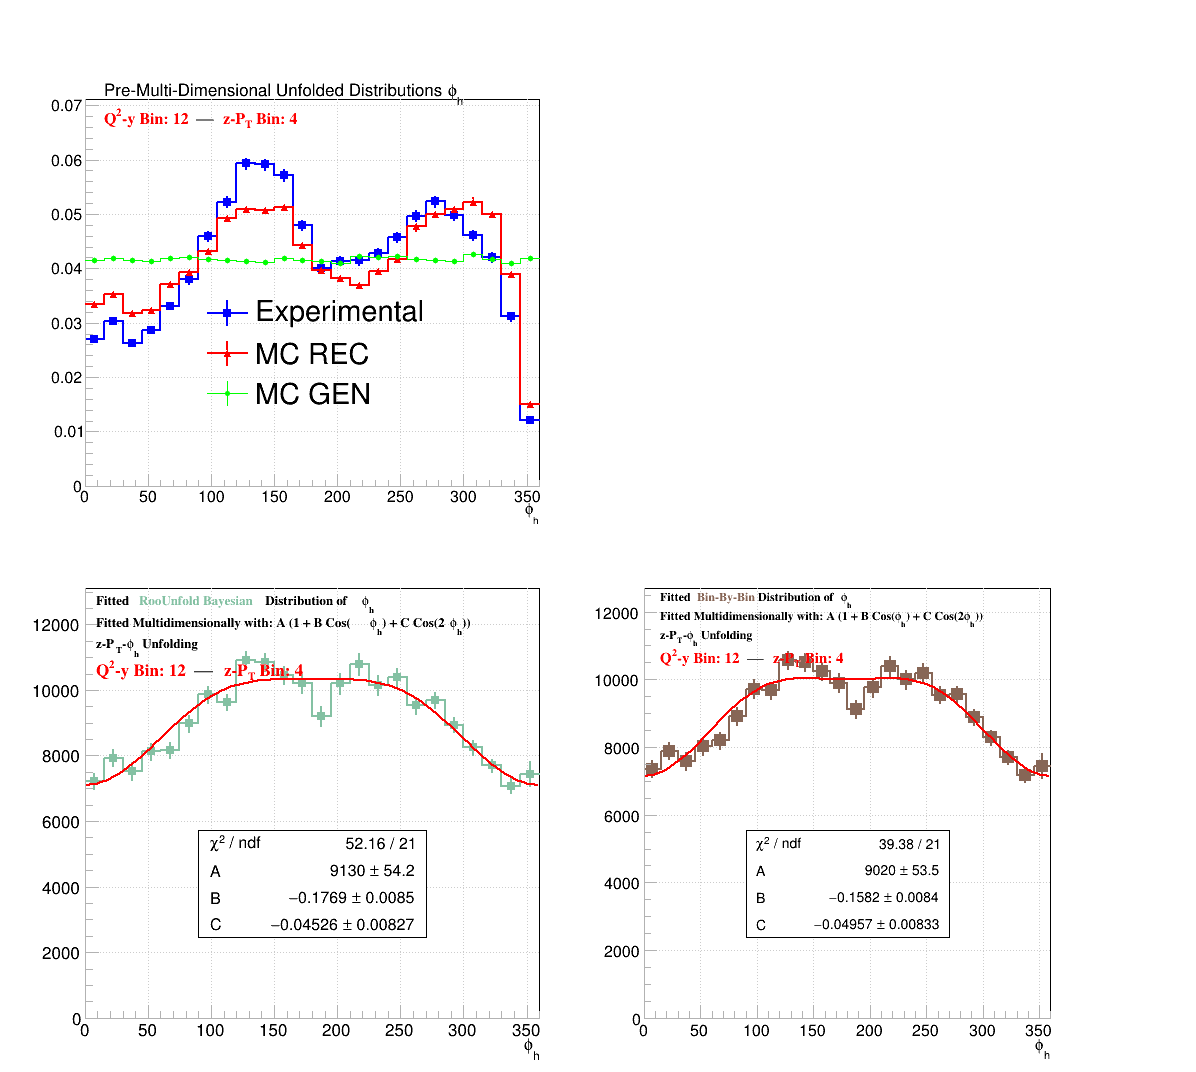 Pre-Multi-Dimensional Unfolded Distributions ϕh
Q²-y Bin: 12 — z-PT Bin: 4
0.07
0.06
0.05
0.04
0.03
0.02
0.01
0
Experimental
MC REC
MC GEN
0 50 100 150 200 250 300 350
ϕh
Fitted RooUnfold Bayesian Distribution of ϕh
Fitted Multidimensionally with: A (1 + B Cos( ϕh) + C Cos(2 ϕh))
z-PT-ϕh Unfolding
Q²-y Bin: 12 — z-PT Bin: 4
12000
10000
8000
6000
4000
2000
0
χ² / ndf 52.16 / 21
A 9130 ± 54.2
B −0.1769 ± 0.0085
C −0.04526 ± 0.00827
0 50 100 150 200 250 300 350
ϕh
Fitted Bin-By-Bin Distribution of ϕh
Fitted Multidimensionally with: A (1 + B Cos(ϕh) + C Cos(2ϕh))
z-PT-ϕh Unfolding
Q²-y Bin: 12 — z-PT Bin: 4
12000
10000
8000
6000
4000
2000
0
χ² / ndf 39.38 / 21
A 9020 ± 53.5
B −0.1582 ± 0.0084
C −0.04957 ± 0.00833
0 50 100 150 200 250 300 350
ϕh